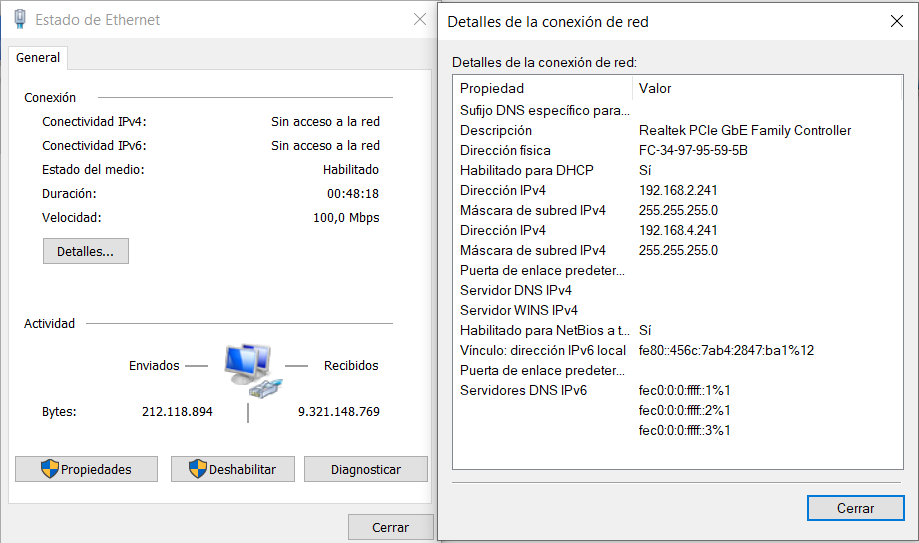 Estado de Ethernet
General
Conexión
Conectividad IPv4: Sin acceso a la red
Conectividad IPv6: Sin acceso a la red
Estado del medio: Habilitado
Duración: 00:48:18
Velocidad: 100,0 Mbps
Detalles...
Actividad
Enviados Recibidos
Bytes: 212.118.894 9.321.148.769
Propiedades Deshabilitar Diagnosticar
Cerrar
Detalles de la conexión de red
Detalles de la conexión de red:
Propiedad Valor
Sufijo DNS específico para...
Descripción Realtek PCIe GbE Family Controller
Dirección física FC-34-97-95-59-5B
Habilitado para DHCP Sí
Dirección IPv4 192.168.2.241
Máscara de subred IPv4 255.255.255.0
Dirección IPv4 192.168.4.241
Máscara de subred IPv4 255.255.255.0
Puerta de enlace predeter...
Servidor DNS IPv4
Servidor WINS IPv4
Habilitado para NetBios a t... Sí
Vínculo: dirección IPv6 local fe80::456c:7ab4:2847:ba1%12
Puerta de enlace predeter...
Servidores DNS IPv6 fec0:0:0:ffff::1%1
fec0:0:0:ffff::2%1
fec0:0:0:ffff::3%1
Cerrar